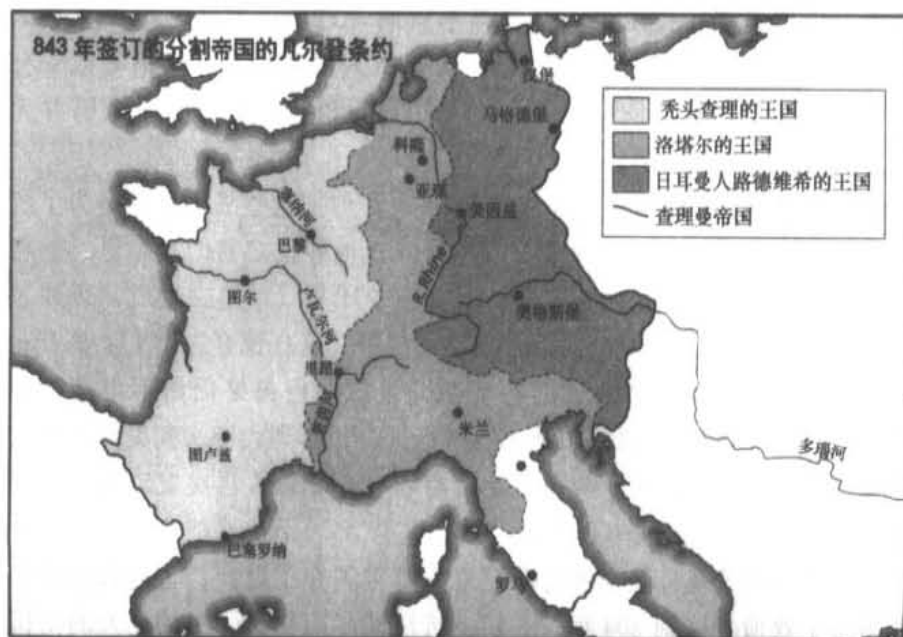 843 年签订的分割帝国的凡尔登条约
秃头查理的王国
洛塔尔的王国
日耳曼人路德维希的王国
查理曼帝国
汉堡
马格德堡
科隆
亚琛
美因兹
塞纳河
巴黎
R. Rhine
图尔
卢瓦尔河
奥格斯堡
里昂
米兰
图卢兹
多瑙河
巴塞罗纳
罗马